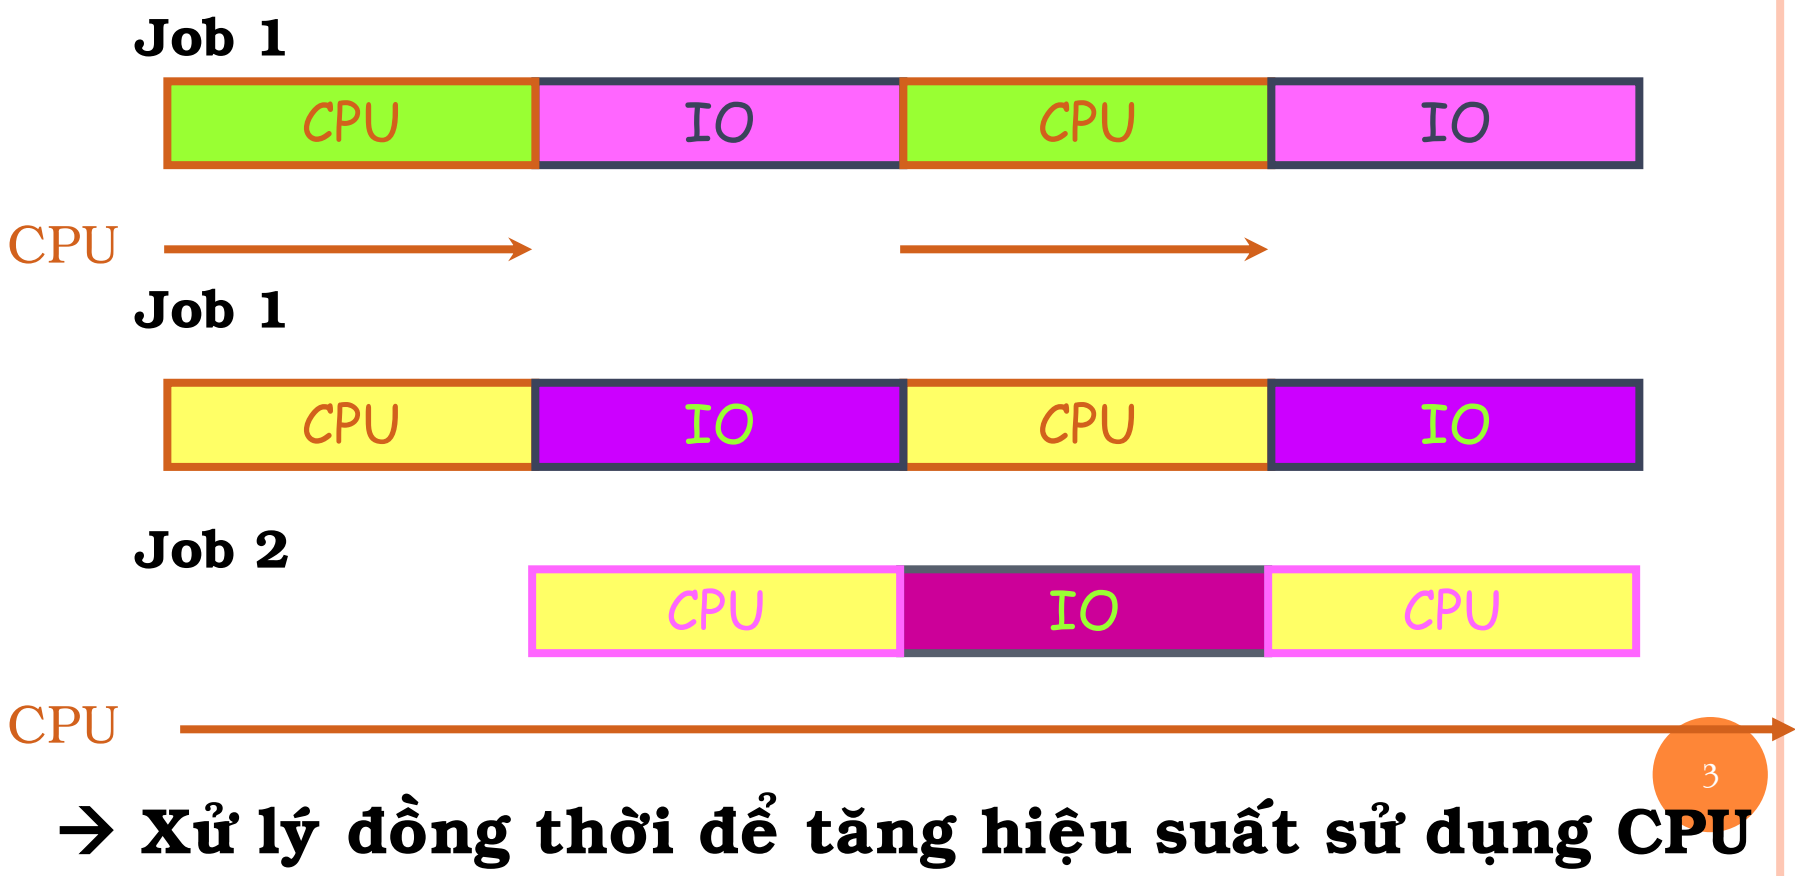 Job 1
CPU IO CPU IO
CPU
Job 1
CPU IO CPU IO
Job 2
CPU IO CPU
CPU
3
→ Xử lý đồng thời để tăng hiệu suất sử dụng CPU